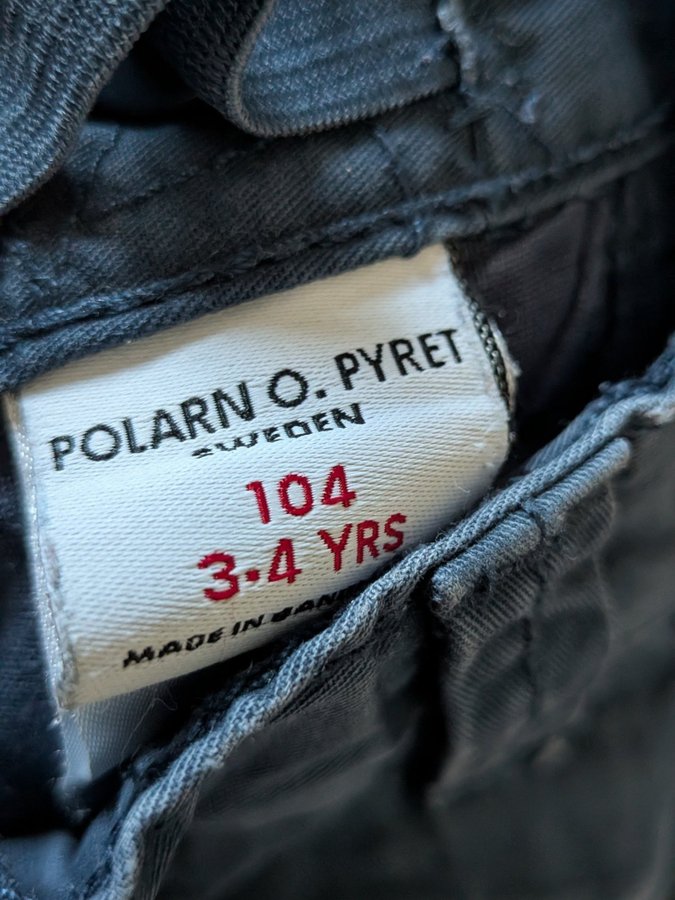 POLARN O. PYRET
SWEDEN
104
3-4 YRS
MADE IN